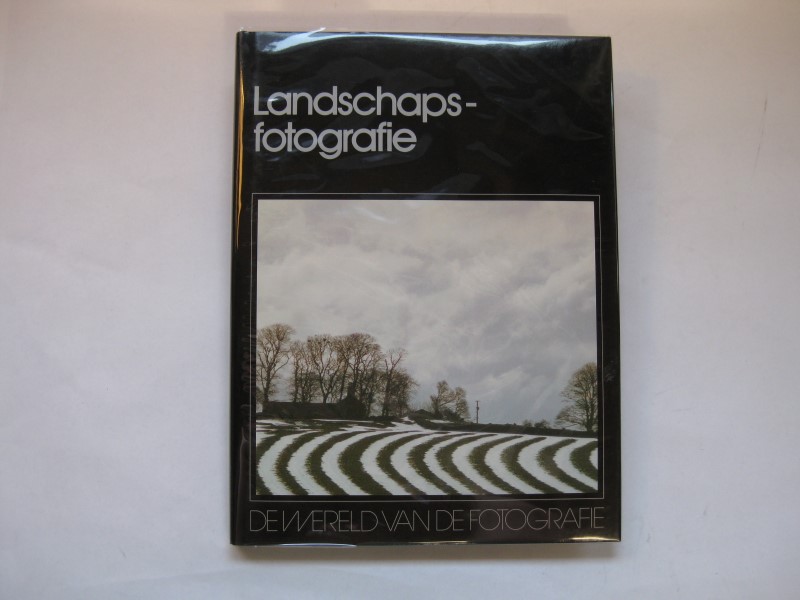 Landschaps-
fotografie
DE WERELD VAN DE FOTOGRAFIE